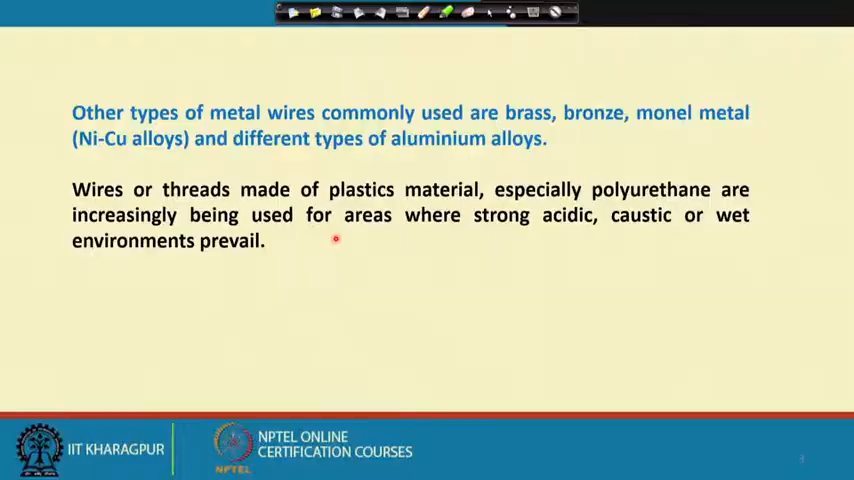 Other types of metal wires commonly used are brass, bronze, monel metal
(Ni-Cu alloys) and different types of aluminium alloys.
Wires or threads made of plastics material, especially polyurethane are
increasingly being used for areas where strong acidic, caustic or wet
environments prevail.
IIT KHARAGPUR
NPTEL
NPTEL ONLINE
CERTIFICATION COURSES
3